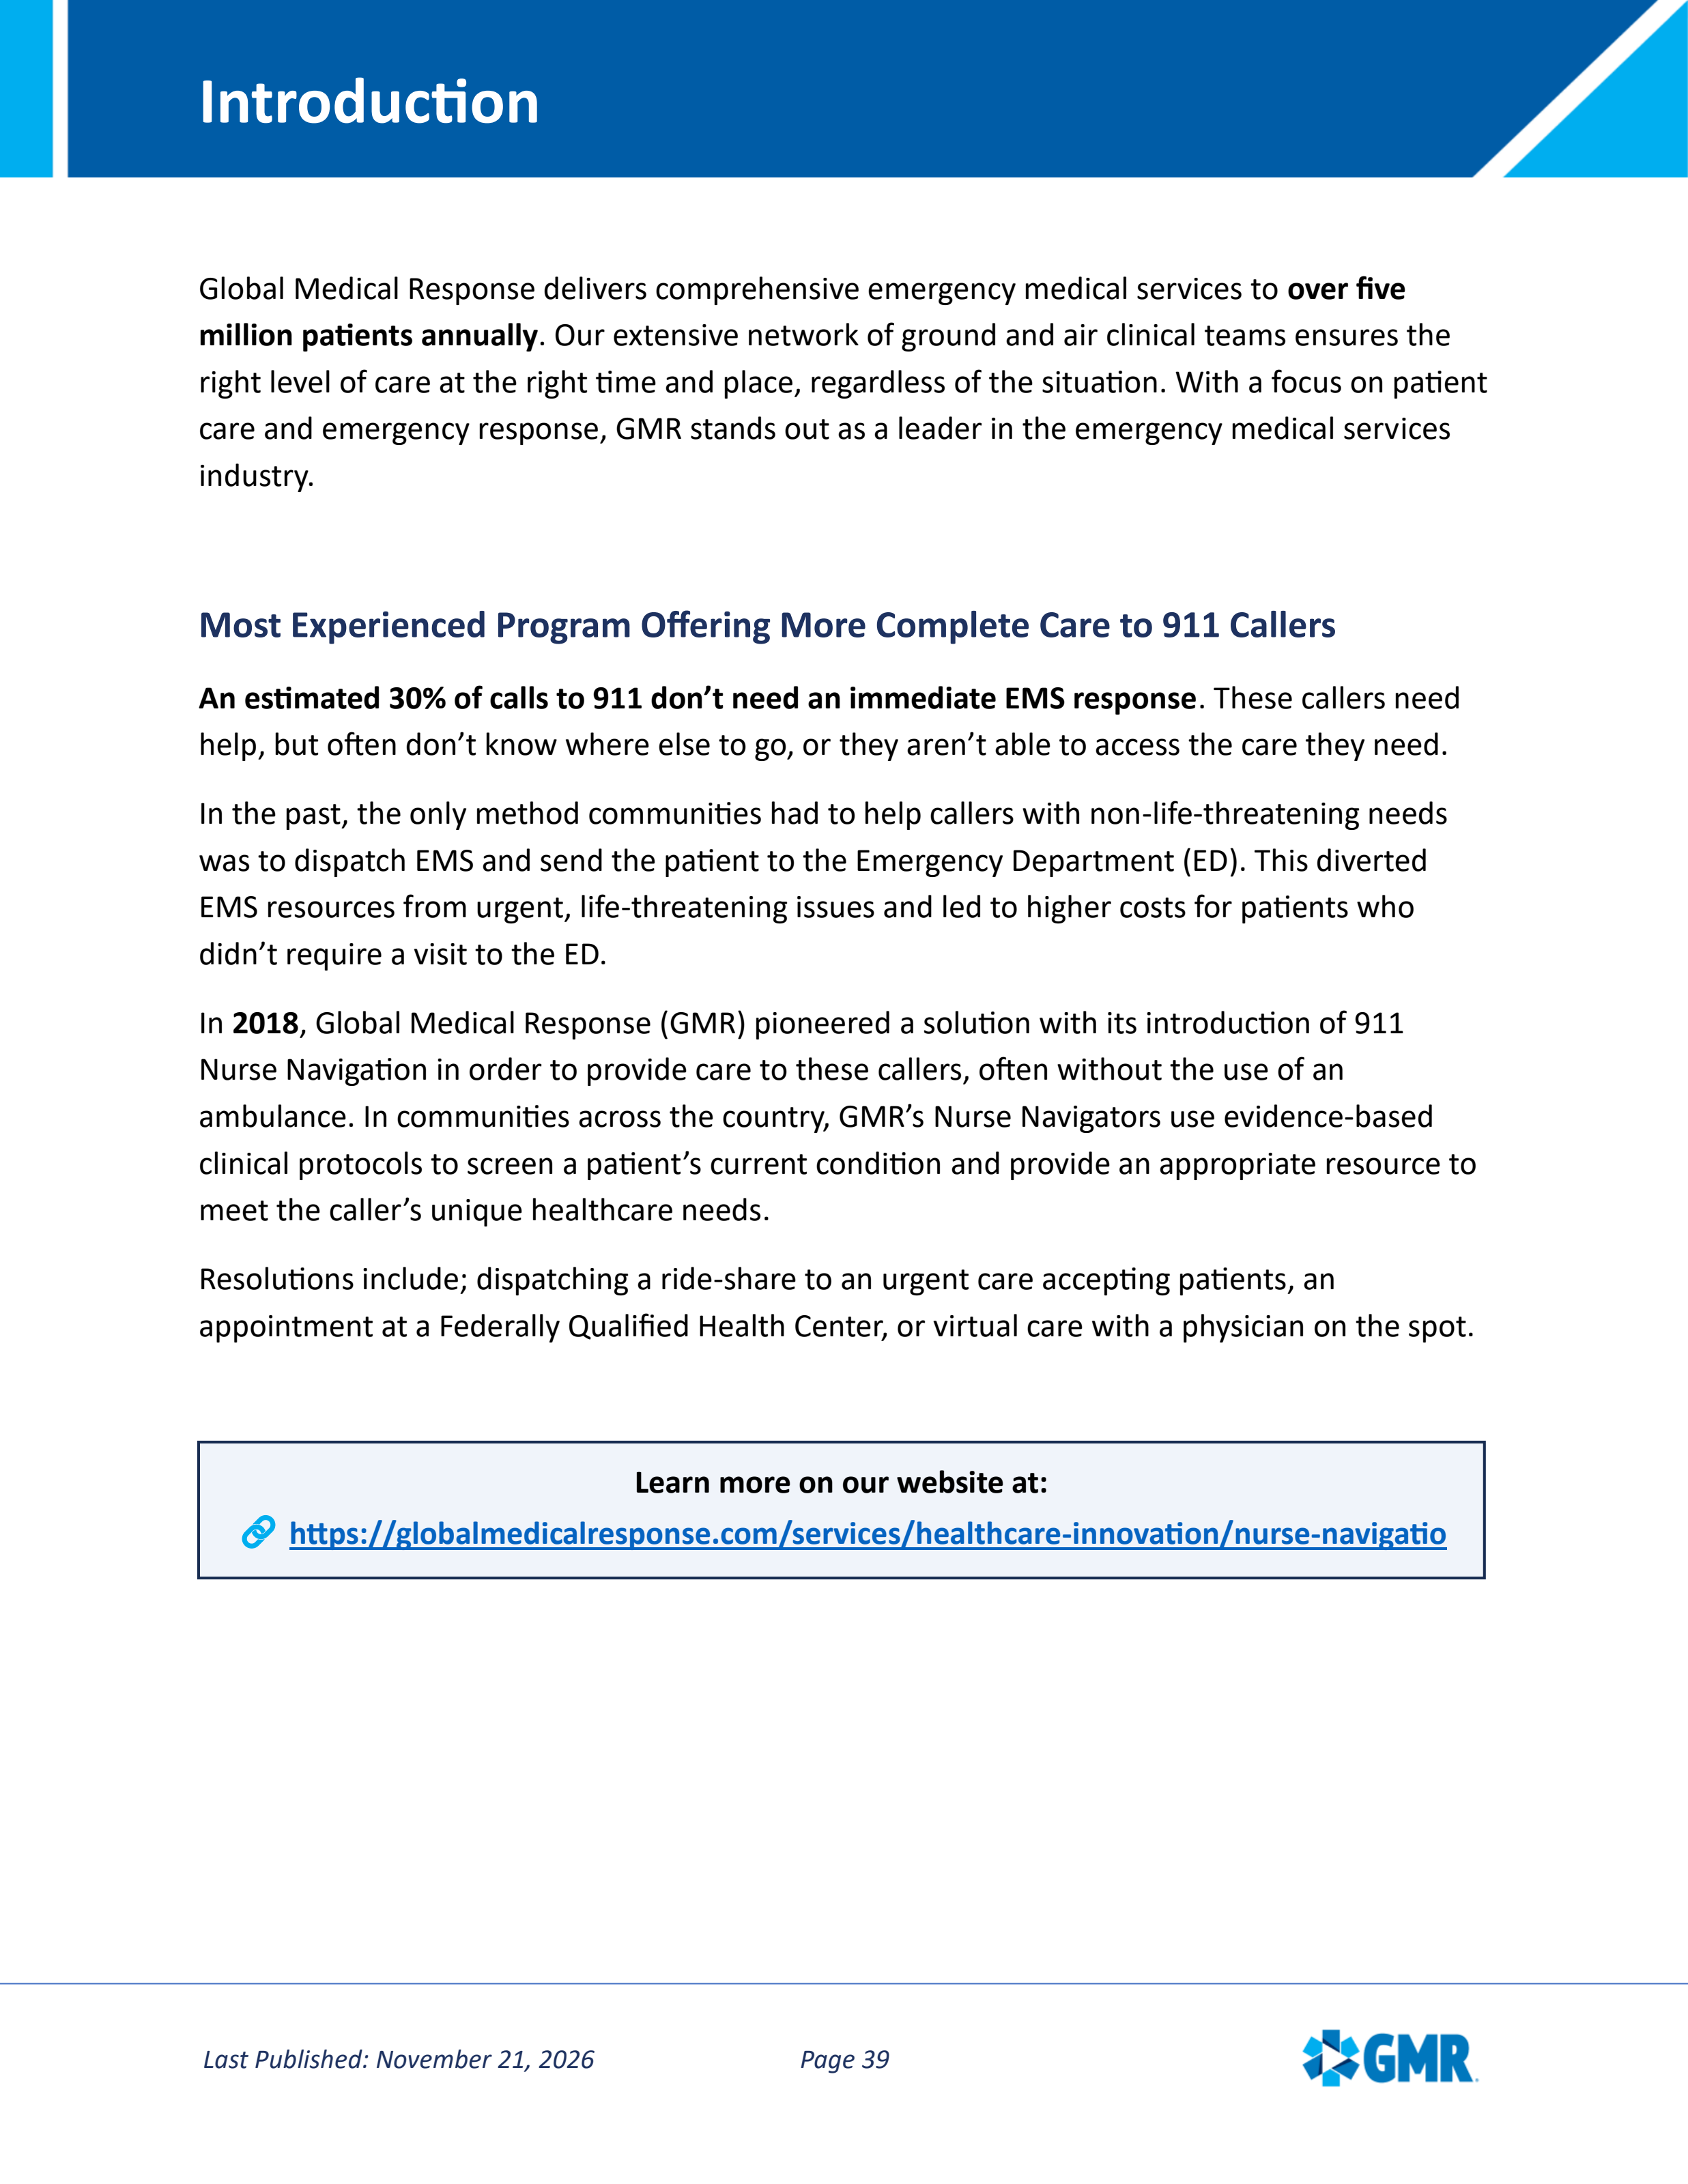 Introduction
Global Medical Response delivers comprehensive emergency medical services to over five
million patients annually. Our extensive network of ground and air clinical teams ensures the
right level of care at the right time and place, regardless of the situation. With a focus on patient
care and emergency response, GMR stands out as a leader in the emergency medical services
industry.
Most Experienced Program Offering More Complete Care to 911 Callers
An estimated 30% of calls to 911 don’t need an immediate EMS response. These callers need
help, but often don’t know where else to go, or they aren’t able to access the care they need.
In the past, the only method communities had to help callers with non-life-threatening needs
was to dispatch EMS and send the patient to the Emergency Department (ED). This diverted
EMS resources from urgent, life-threatening issues and led to higher costs for patients who
didn’t require a visit to the ED.
In 2018, Global Medical Response (GMR) pioneered a solution with its introduction of 911
Nurse Navigation in order to provide care to these callers, often without the use of an
ambulance. In communities across the country, GMR’s Nurse Navigators use evidence-based
clinical protocols to screen a patient’s current condition and provide an appropriate resource to
meet the caller’s unique healthcare needs.
Resolutions include; dispatching a ride-share to an urgent care accepting patients, an
appointment at a Federally Qualified Health Center, or virtual care with a physician on the spot.
Learn more on our website at:
https://globalmedicalresponse.com/services/healthcare-innovation/nurse-navigatio
Last Published: November 21, 2026
Page 39
GMR